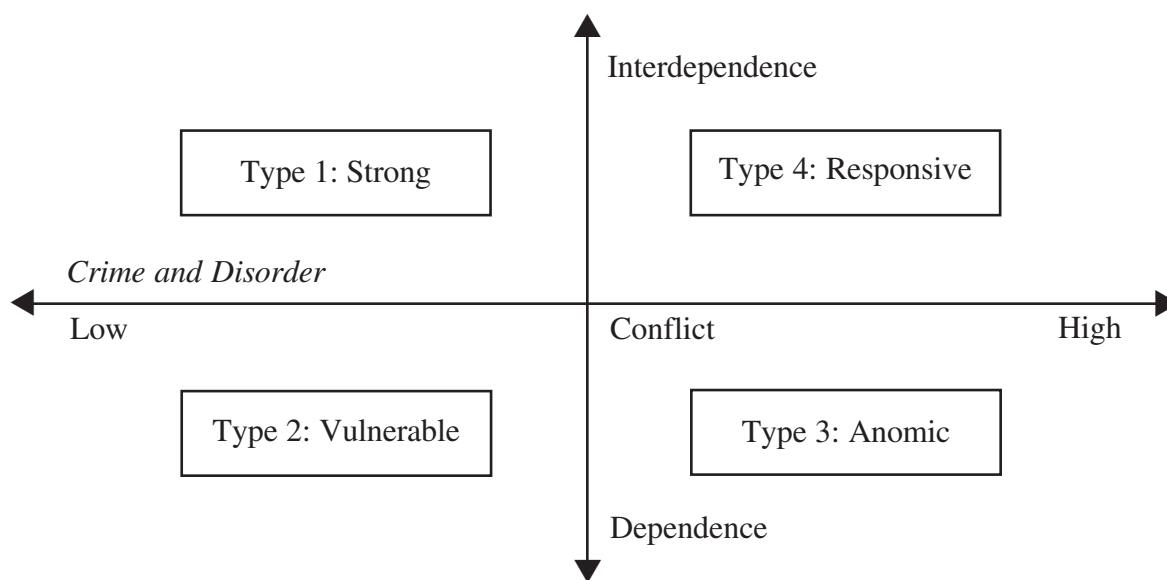 Interdependence
Type 1: Strong
Type 4: Responsive
Crime and Disorder
Low
Conflict
High
Type 2: Vulnerable
Type 3: Anomic
Dependence